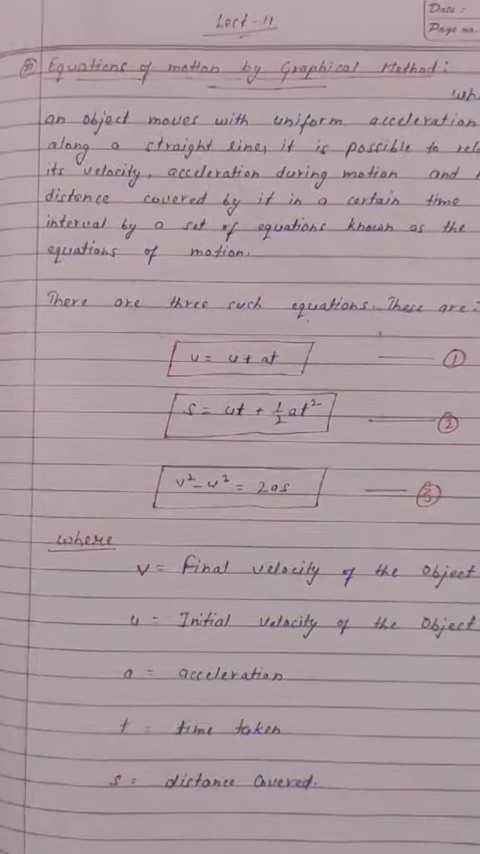 Lect-11
Date:
Page no.
Equations of motion by Graphical Method:
an object moves with uniform acceleration
along a straight line, it is possible to
its velocity, acceleration during motion and
distance covered by it in a certain time
interval by a set of equations known as the
equations of motion.
There are three such equations. These are:
v = u + at ①
s = ut + 1/2 at² ②
v² - u² = 2as ③
where
v = Final velocity of the Object
u = Initial velocity of the Object
a = acceleration
t = time taken
s = distance Covered.